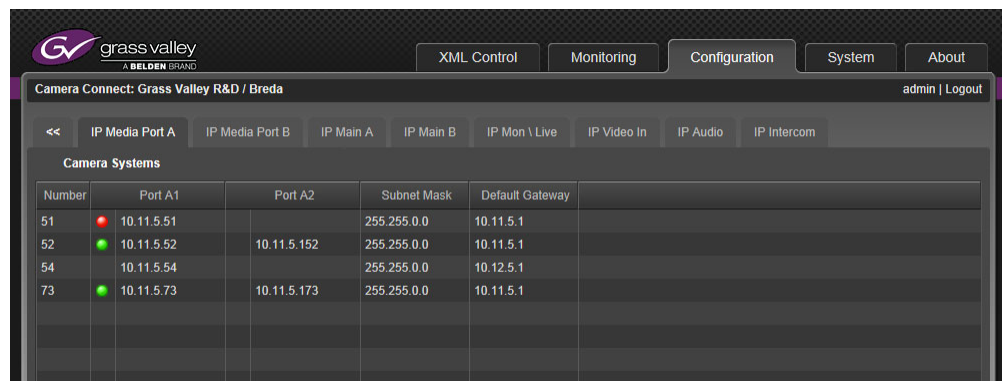 GV grass valley
A BELDEN BRAND
XML Control Monitoring Configuration System About
Camera Connect: Grass Valley R&D / Breda admin | Logout
<< IP Media Port A IP Media Port B IP Main A IP Main B IP Mon \ Live IP Video In IP Audio IP Intercom
Camera Systems
Number Port A1 Port A2 Subnet Mask Default Gateway
51 10.11.5.51 255.255.0.0 10.11.5.1
52 10.11.5.52 10.11.5.152 255.255.0.0 10.11.5.1
54 10.11.5.54 255.255.0.0 10.12.5.1
73 10.11.5.73 10.11.5.173 255.255.0.0 10.11.5.1